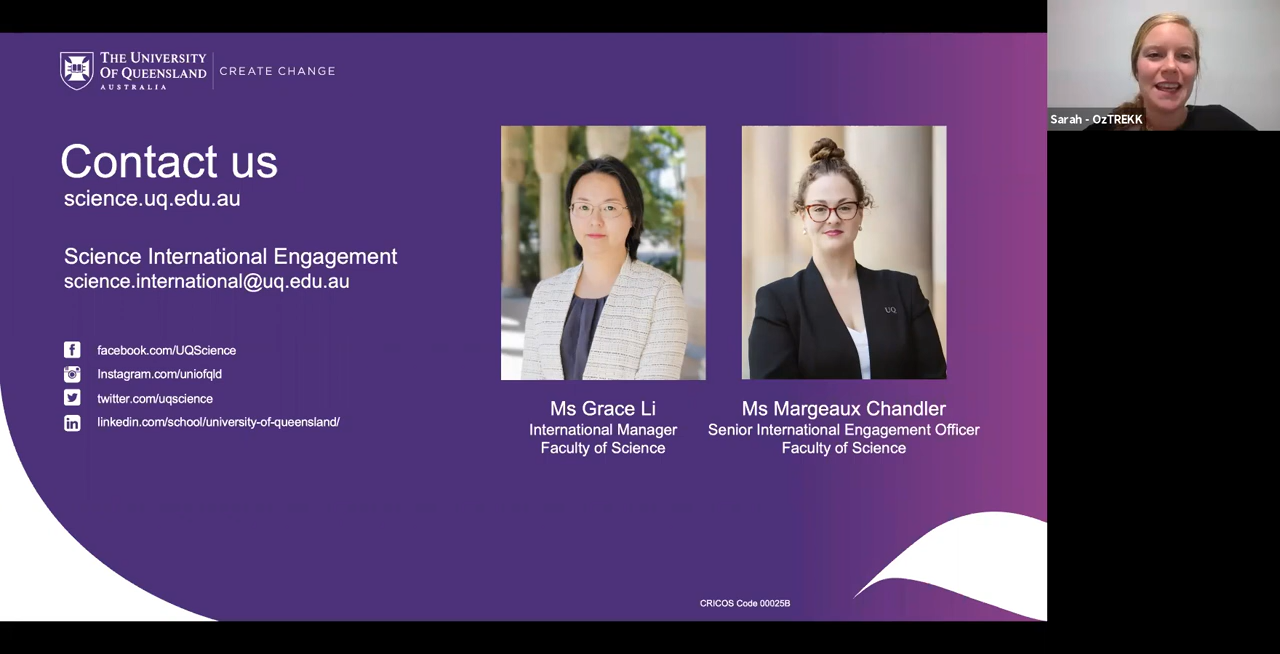 THE UNIVERSITY
OF QUEENSLAND
AUSTRALIA
CREATE CHANGE
Contact us
science.uq.edu.au
Science International Engagement
science.international@uq.edu.au
facebook.com/UQScience
Instagram.com/uniofqld
twitter.com/uqscience
linkedin.com/school/university-of-queensland/
UQ
Ms Grace Li
International Manager
Faculty of Science
Ms Margeaux Chandler
Senior International Engagement Officer
Faculty of Science
CRICOS Code 00025B
Sarah - OzTREKK